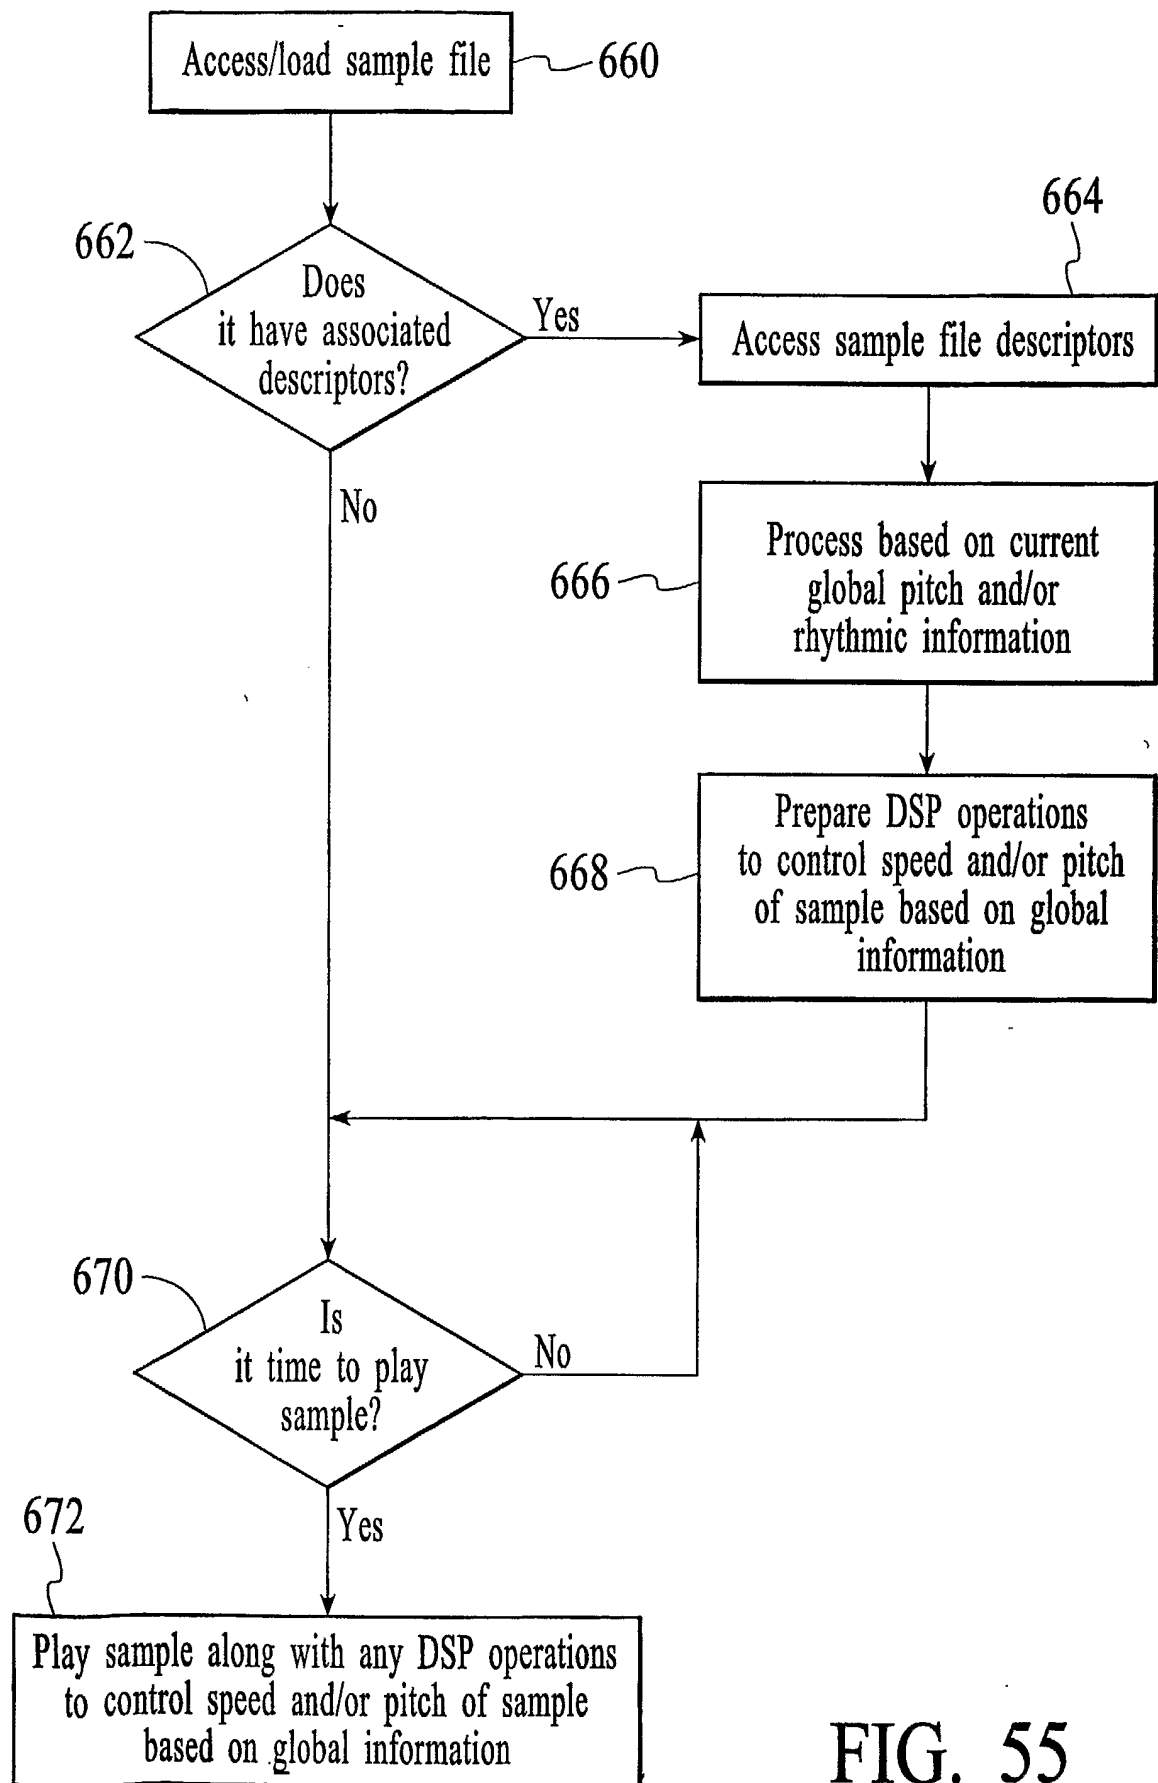 Access/load sample file
660
662
Does
it have associated
descriptors?
Yes
664
Access sample file descriptors
No
666
Process based on current
global pitch and/or
rhythmic information
668
Prepare DSP operations
to control speed and/or pitch
of sample based on global
information
670
Is
it time to play
sample?
No
Yes
672
Play sample along with any DSP operations
to control speed and/or pitch of sample
based on global information
FIG. 55